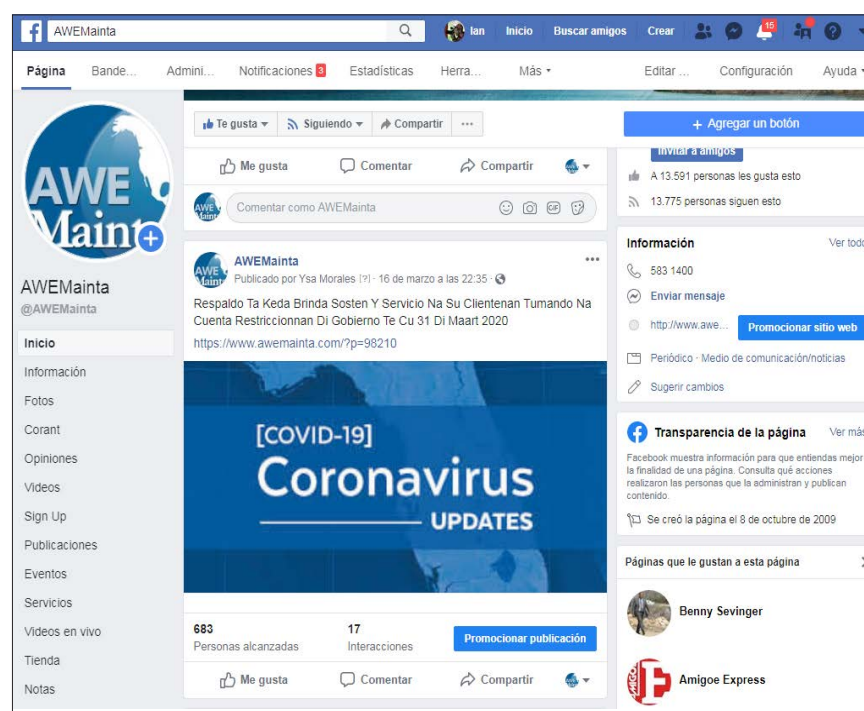 AWEMainta
Ian Inicio Buscar amigos Crear 15
Página Bande... Admini... Notificaciones 3 Estadísticas Herra... Más Editar ... Configuración Ayuda
Te gusta Siguiendo Compartir ...
+ Agregar un botón
Me gusta Comentar Compartir
Comentar como AWEMainta GIF
AWE
Mainta
AWEMainta
@AWEMainta
Inicio
Información
Fotos
Corant
Opiniones
Videos
Sign Up
Publicaciones
Eventos
Servicios
Videos en vivo
Tienda
Notas
AWEMainta
Publicado por Ysa Morales [?] · 16 de marzo a las 22:35 ·
Respaldo Ta Keda Brinda Sosten Y Servicio Na Su Clientenan Tumando Na
Cuenta Restriccionnan Di Gobierno Te Cu 31 Di Maart 2020
https://www.awemainta.com/?p=98210
[COVID-19]
Coronavirus
UPDATES
683
Personas alcanzadas
17
Interacciones
Promocionar publicación
Me gusta Comentar Compartir
Invitar a amigos
A 13.591 personas les gusta esto
13.775 personas siguen esto
Información Ver todo
583 1400
Enviar mensaje
http://www.awe... Promocionar sitio web
Periódico · Medio de comunicación/noticias
Sugerir cambios
Transparencia de la página Ver más
Facebook muestra información para que entiendas mejor
la finalidad de una página. Consulta qué acciones
realizaron las personas que la administran y publican
contenido.
Se creó la página el 8 de octubre de 2009
Páginas que le gustan a esta página
Benny Sevinger
Amigoe Express